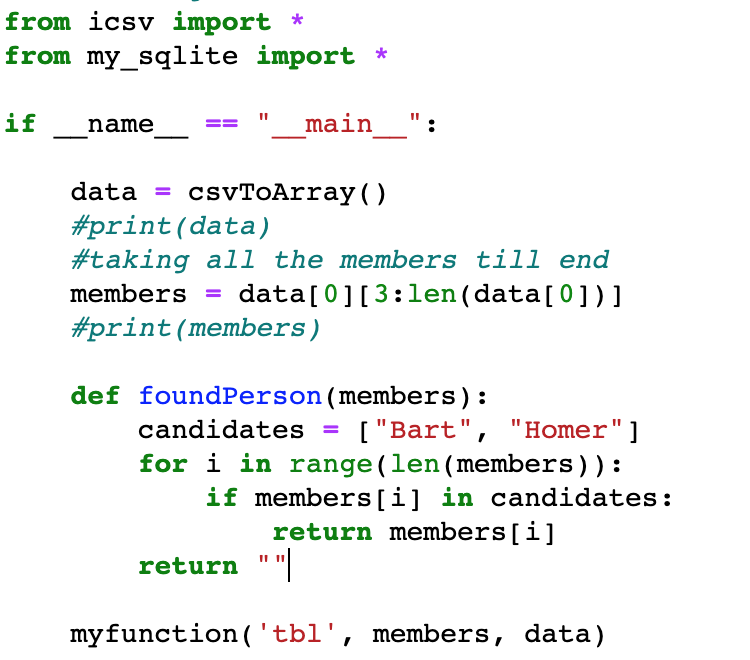 from icsv import *
from my_sqlite import *
if __name__ == "__main__":
data = csvToArray()
#print(data)
#taking all the members till end
members = data[0][3:len(data[0])]
#print(members)
def foundPerson(members):
candidates = ["Bart", "Homer"]
for i in range(len(members)):
if members[i] in candidates:
return members[i]
return ""
myfunction('tbl', members, data)